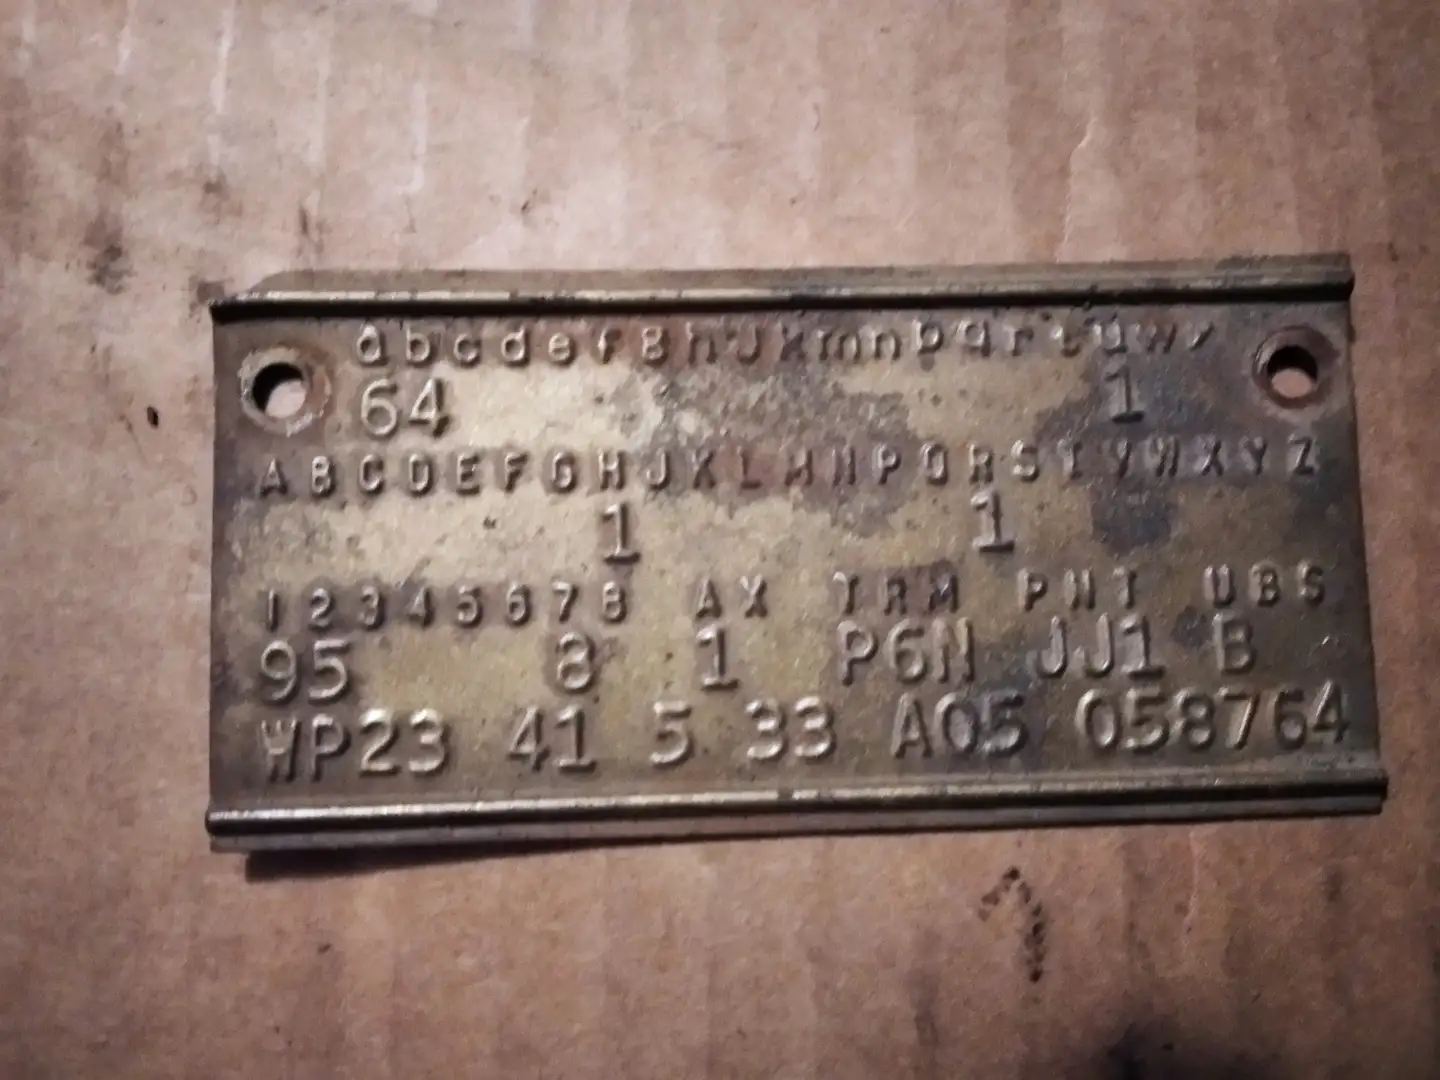 abcdefghJkmnpqrtuwy
64 1
ABCDEFGHJKLMNPQRSTVWXYZ
1 1
12345678 AX TRM PNT UBS
95 8 1 P6N JJ1 B
WP23 41 5 33 A05 058764